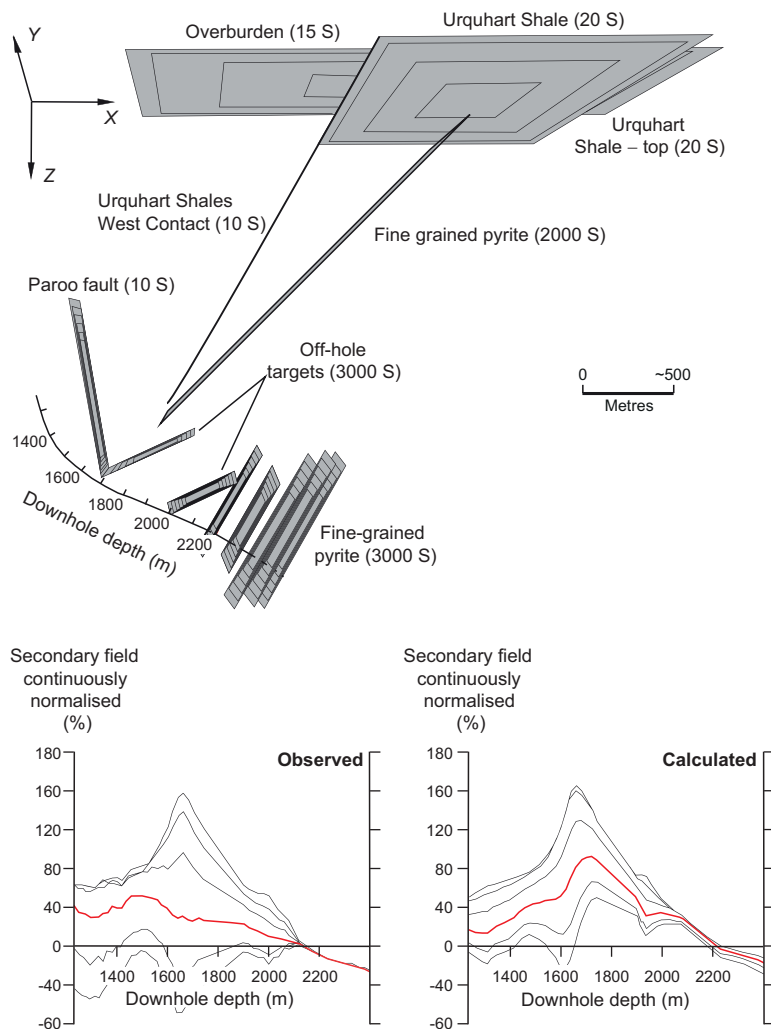 Y
X
Z
Overburden (15 S)
Urquhart Shale (20 S)
Urquhart
Shale – top (20 S)
Urquhart Shales
West Contact (10 S)
Fine grained pyrite (2000 S)
Paroo fault (10 S)
Off-hole
targets (3000 S)
0 ~500
Metres
1400
1600
1800
2000
2200
Downhole depth (m)
Fine-grained
pyrite (3000 S)
Secondary field
continuously
normalised
(%)
180
160
120
80
40
0
-40
-60
Observed
1400 1600 1800 2000 2200
Downhole depth (m)
Secondary field
continuously
normalised
(%)
180
160
120
80
40
0
-40
-60
Calculated
1400 1600 1800 2000 2200
Downhole depth (m)